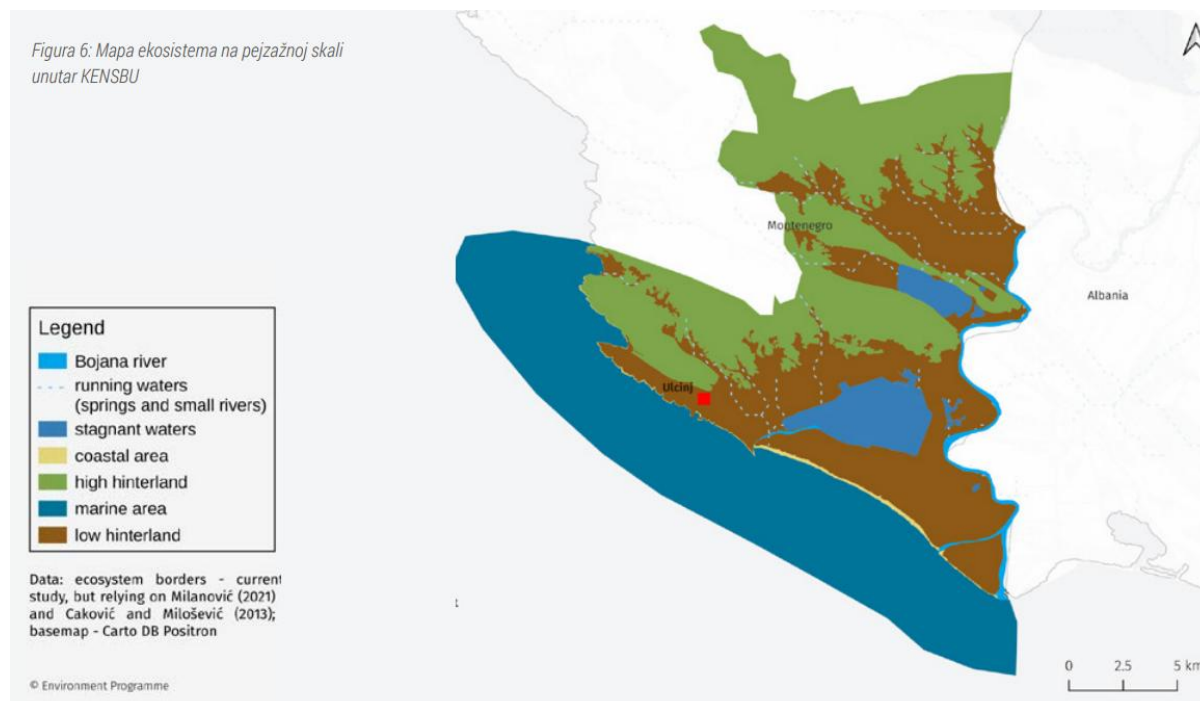 Figura 6: Mapa ekosistema na pejzažnoj skali
unutar KENSBU
Montenegro
Albania
Ulcinj
Legend
Bojana river
running waters
(springs and small rivers)
stagnant waters
coastal area
high hinterland
marine area
low hinterland
Data: ecosystem borders - current
study, but relying on Milanović (2021)
and Caković and Milošević (2013);
basemap - Carto DB Positron
© Environment Programme
0 2.5 5 km